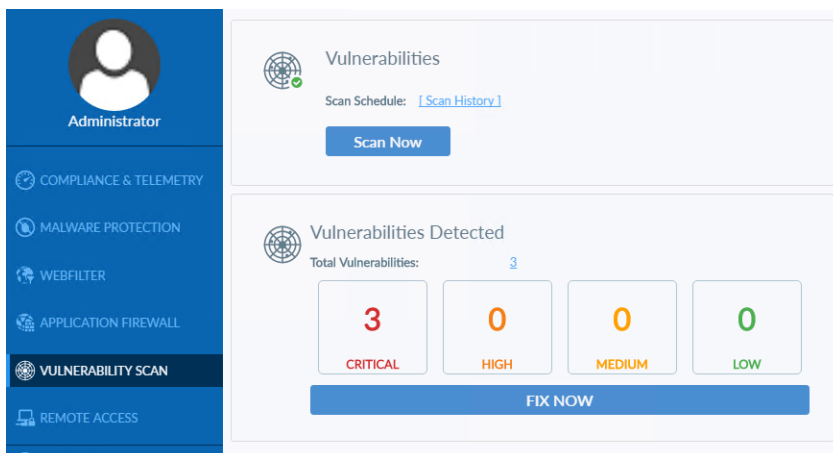 Administrator
COMPLIANCE & TELEMETRY
MALWARE PROTECTION
WEBFILTER
APPLICATION FIREWALL
VULNERABILITY SCAN
REMOTE ACCESS
Vulnerabilities
Scan Schedule: [ Scan History ]
Scan Now
Vulnerabilities Detected
Total Vulnerabilities: 3
3 0 0 0
CRITICAL HIGH MEDIUM LOW
FIX NOW